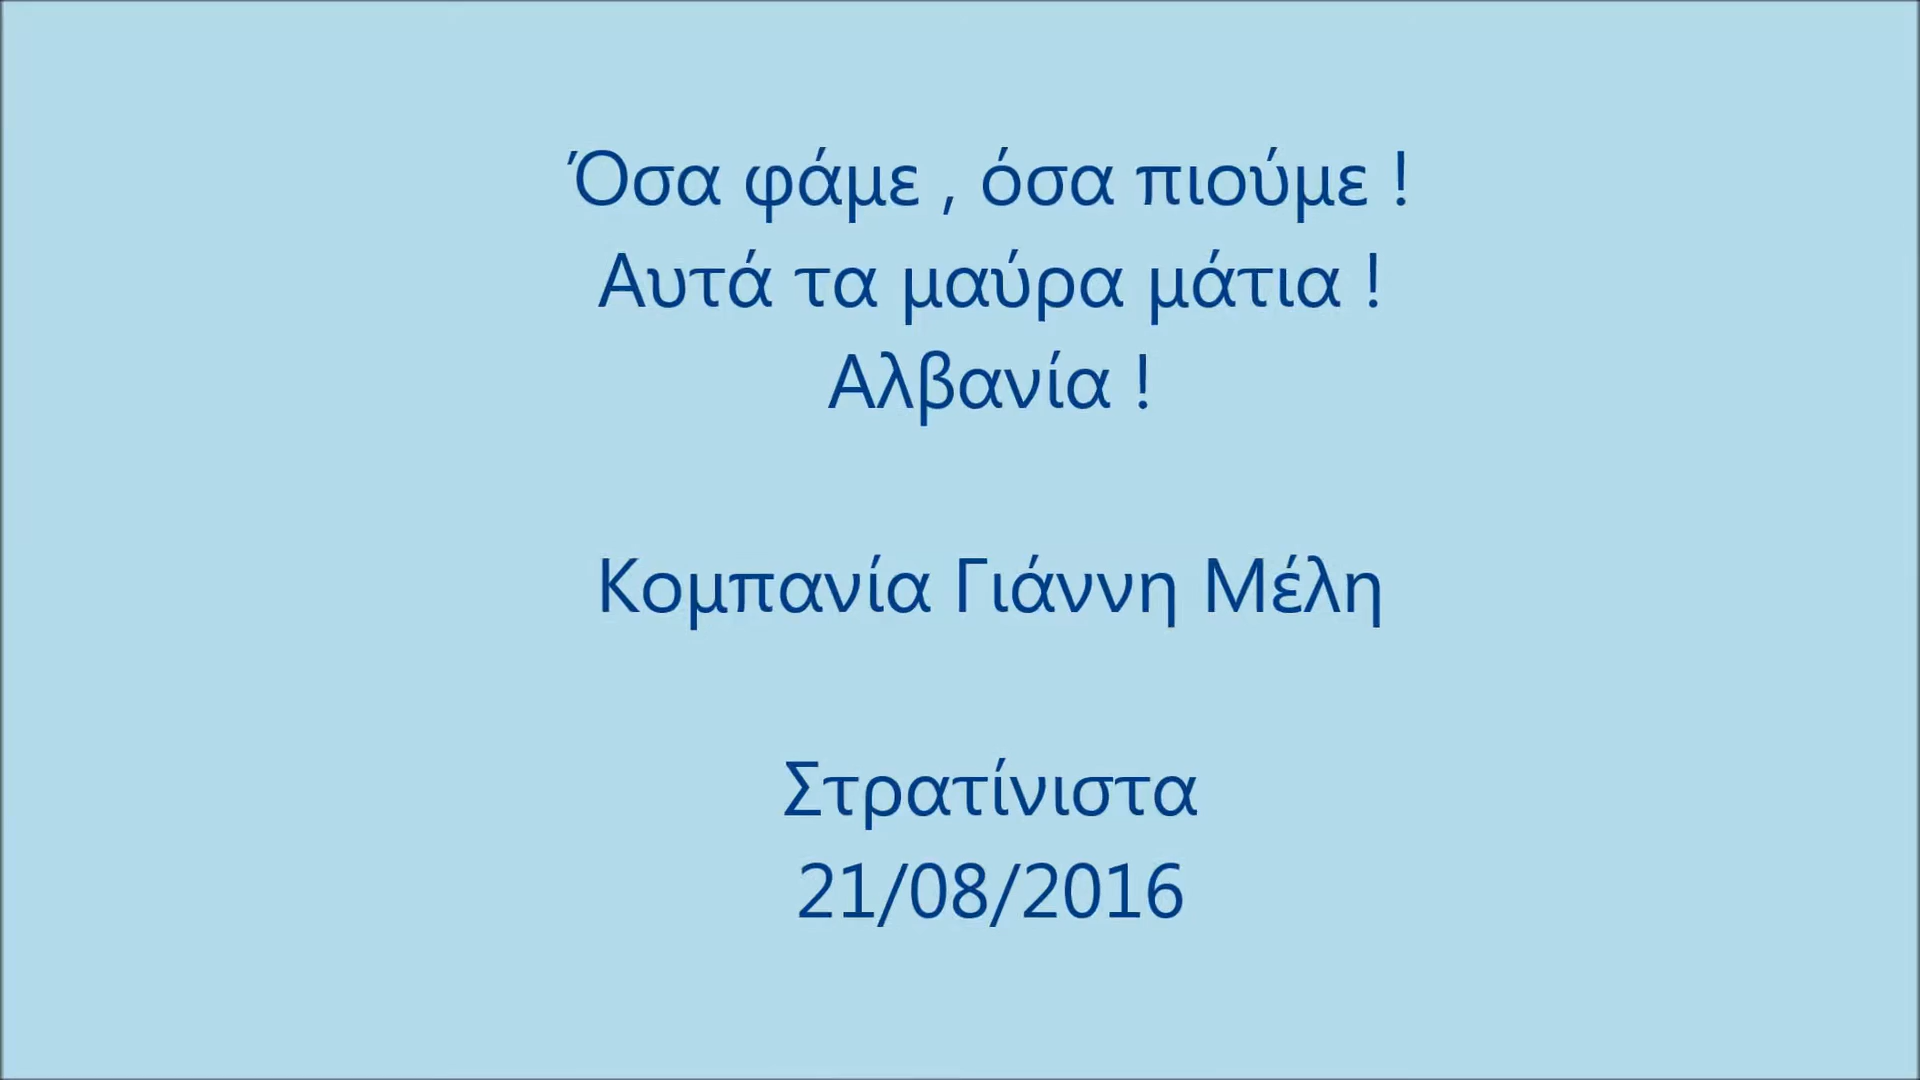 Όσα φάμε , όσα πιούμε !
Αυτά τα μαύρα μάτια !
Αλβανία !
Κομπανία Γιάννη Μέλη
Στρατίνιστα
21/08/2016